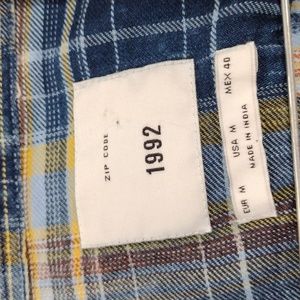 ZIP CODE
1992
EUR M
USA M
MEX 40
MADE IN INDIA